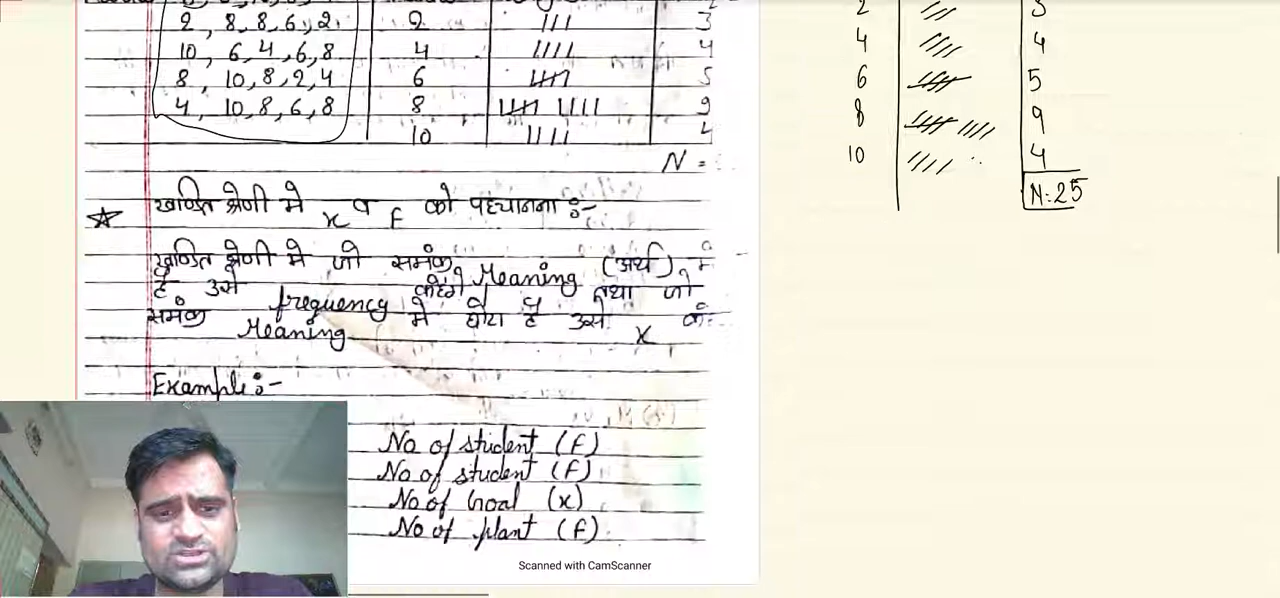 2, 8, 8, 6, 2 2 |||| 3
10, 6, 4, 6, 8 4 |||| 4
8, 10, 8, 2, 4 6 5
4, 10, 8, 6, 8 8 |||| 9
10 ||||
N =
खण्डित श्रेणी मे x व f को पहचानना :-
खण्डित श्रेणी मे जो समंक Meaning (अर्थ) मे
है उसे frequency कहेंगे तथा जो
समंक Meaning मे छोटा है उसे x
Example :-
No of student (f)
No of student (f)
No of Goal (x)
No of plant (f)
Scanned with CamScanner
2 /// 3
4 //// 4
6 5
8 //// 9
10 //// 4
N=25